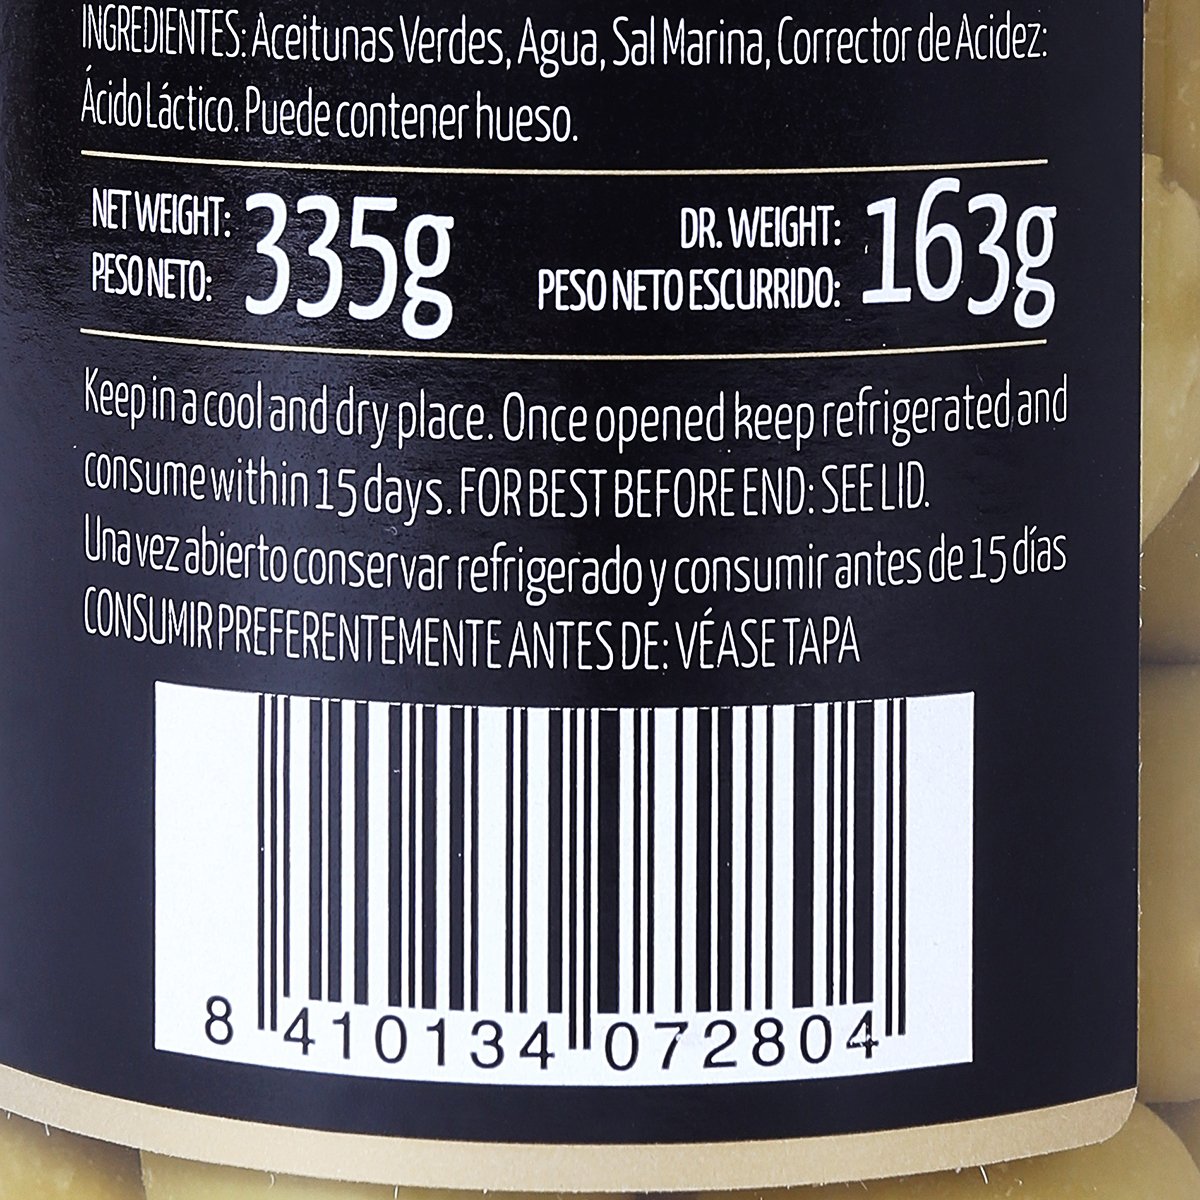 INGREDIENTES: Aceitunas Verdes, Agua, Sal Marina, Corrector de Acidez:
Ácido Láctico. Puede contener hueso.
NET WEIGHT:
PESO NETO:
335g
DR. WEIGHT:
PESO NETO ESCURRIDO:
163g
Keep in a cool and dry place. Once opened keep refrigerated and
consume within 15 days. FOR BEST BEFORE END: SEE LID.
Una vez abierto conservar refrigerado y consumir antes de 15 días
CONSUMIR PREFERENTEMENTE ANTES DE: VÉASE TAPA
8 410134 072804